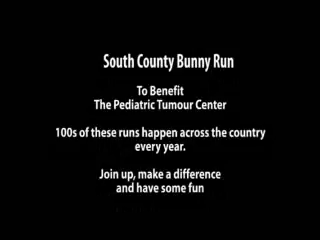 South County Bunny Run
To Benefit
The Pediatric Tumour Center
100s of these runs happen across the country
every year.
Join up, make a difference
and have some fun